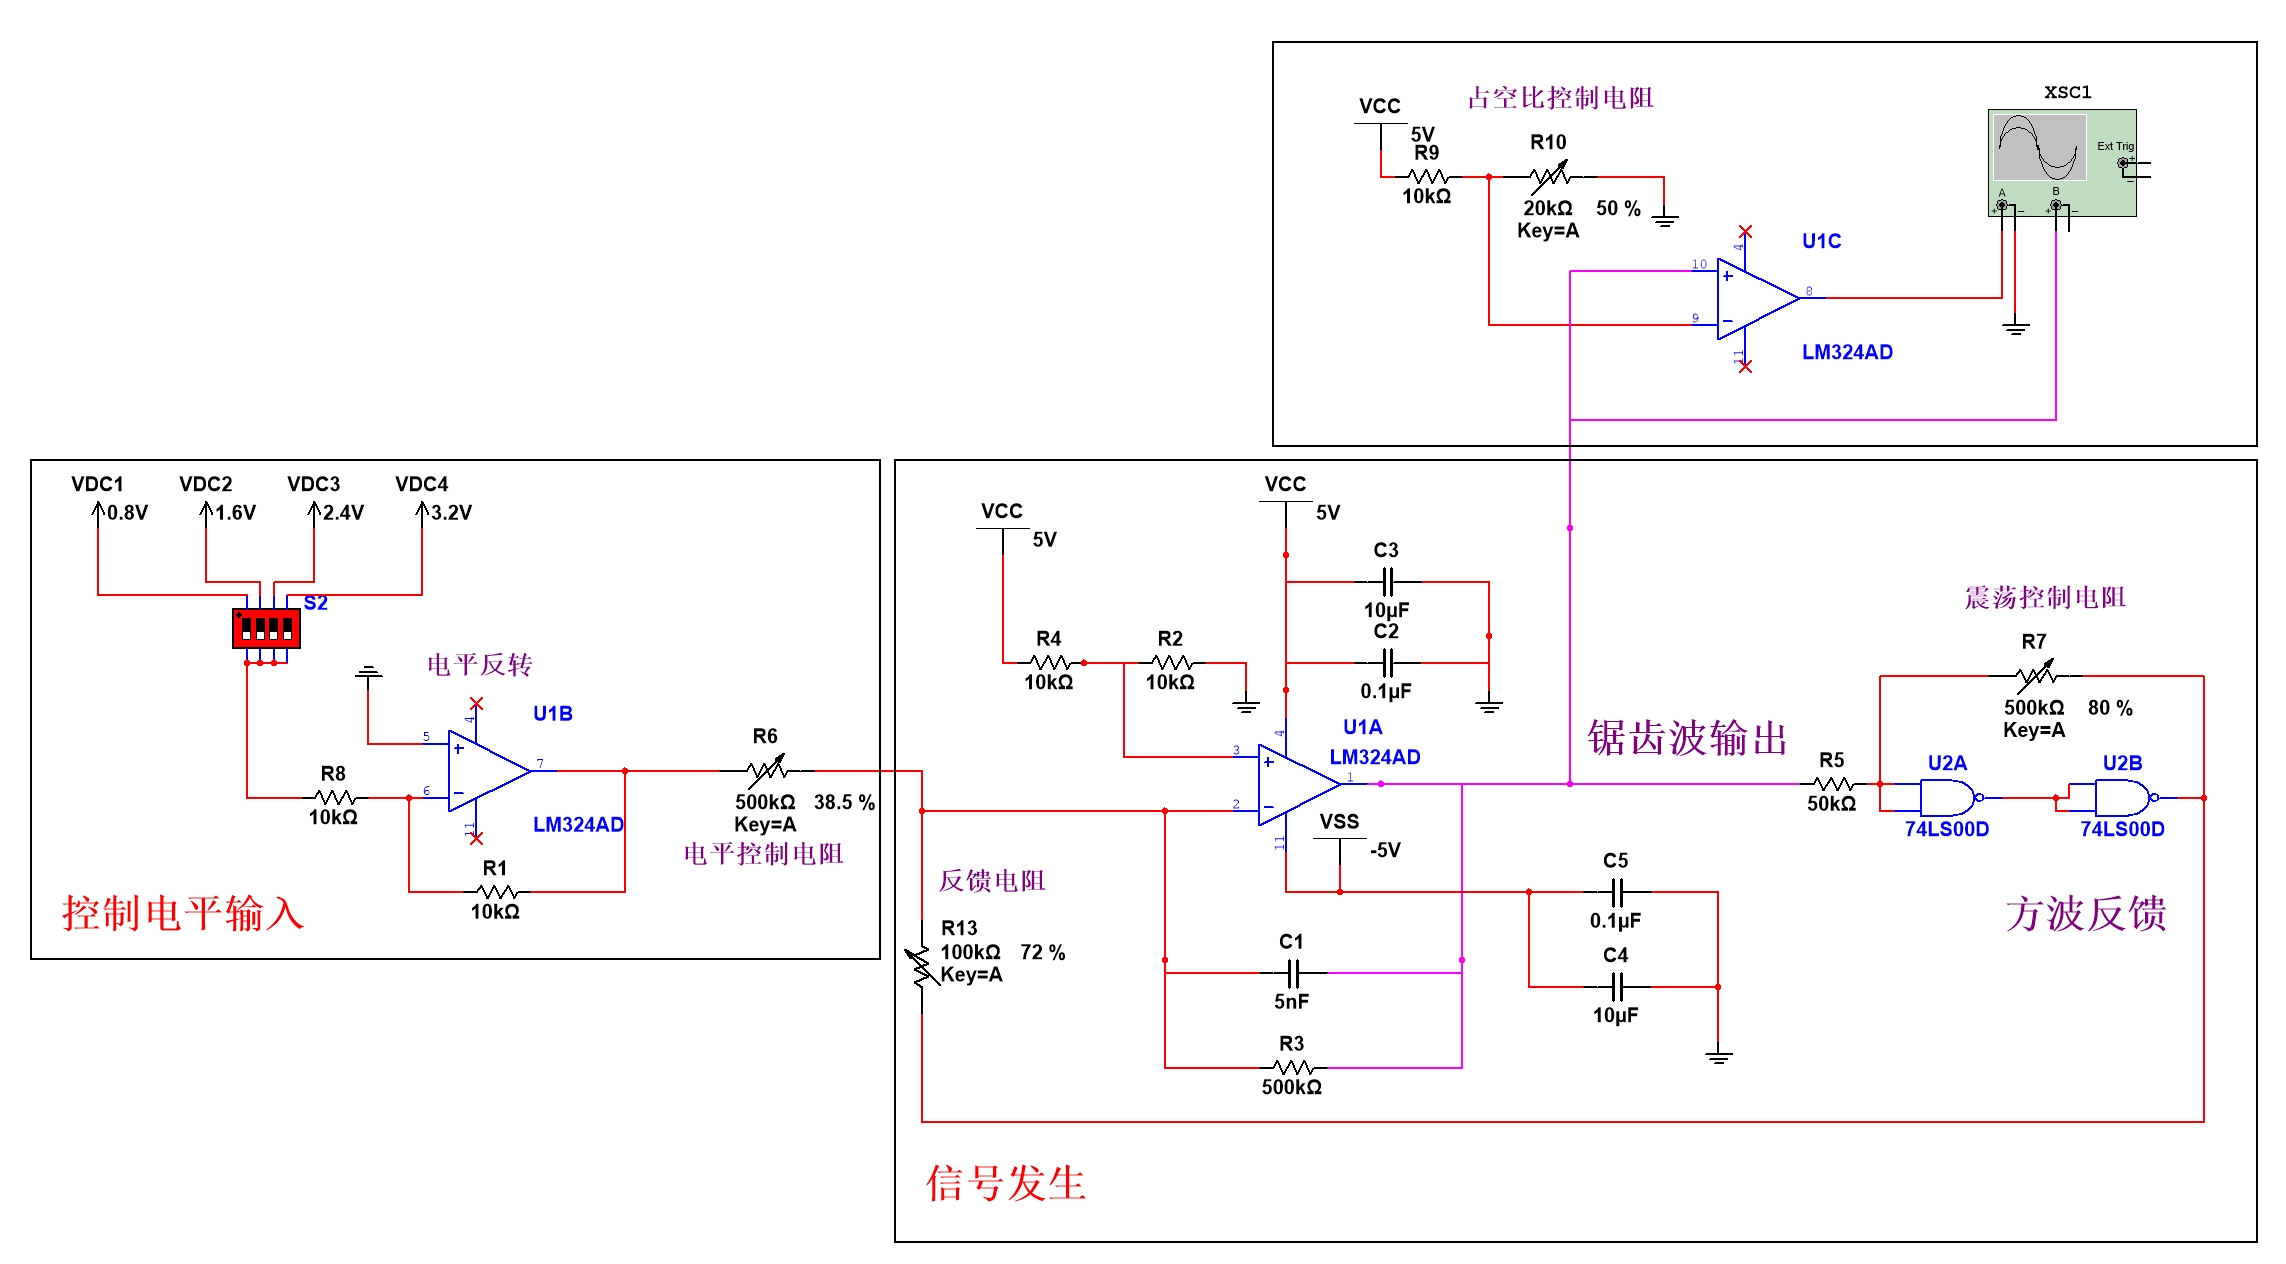 XSC1
Ext Trig
+
_
A
B
+ _ + _
占空比控制电阻
VCC
5V
R9
10kΩ
R10
20kΩ
50 %
Key=A
U1C
4
10
9
8
11
LM324AD
VDC1
0.8V
VDC2
1.6V
VDC3
2.4V
VDC4
3.2V
S2
电平反转
U1B
4
5
6
7
11
LM324AD
R8
10kΩ
R1
10kΩ
R6
500kΩ
38.5 %
Key=A
电平控制电阻
控制电平输入
VCC
5V
VCC
5V
C3
10µF
C2
0.1µF
R4
10kΩ
R2
10kΩ
U1A
LM324AD
4
3
2
1
11
VSS
-5V
锯齿波输出
震荡控制电阻
R7
500kΩ
80 %
Key=A
R5
50kΩ
U2A
74LS00D
U2B
74LS00D
方波反馈
反馈电阻
R13
100kΩ
72 %
Key=A
C1
5nF
R3
500kΩ
C5
0.1µF
C4
10µF
信号发生